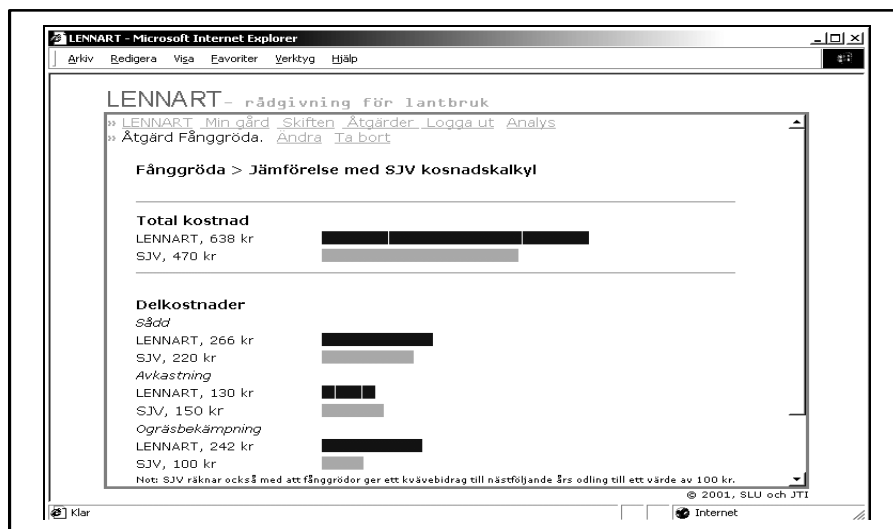 LENNART - Microsoft Internet Explorer
Arkiv Redigera Visa Favoriter Verktyg Hjälp
LENNART- rådgivning för lantbruk
» LENNART Min gård Skiften Åtgärder Logga ut Analys
» Åtgärd Fånggröda. Ändra Ta bort
Fånggröda > Jämförelse med SJV kosnadskalkyl
Total kostnad
LENNART, 638 kr
SJV, 470 kr
Delkostnader
Sådd
LENNART, 266 kr
SJV, 220 kr
Avkastning
LENNART, 130 kr
SJV, 150 kr
Ogräsbekämpning
LENNART, 242 kr
SJV, 100 kr
Not: SJV räknar också med att fånggrödor ger ett kvävebidrag till nästföljande års odling till ett värde av 100 kr.
© 2001, SLU och JTI
Klar Internet